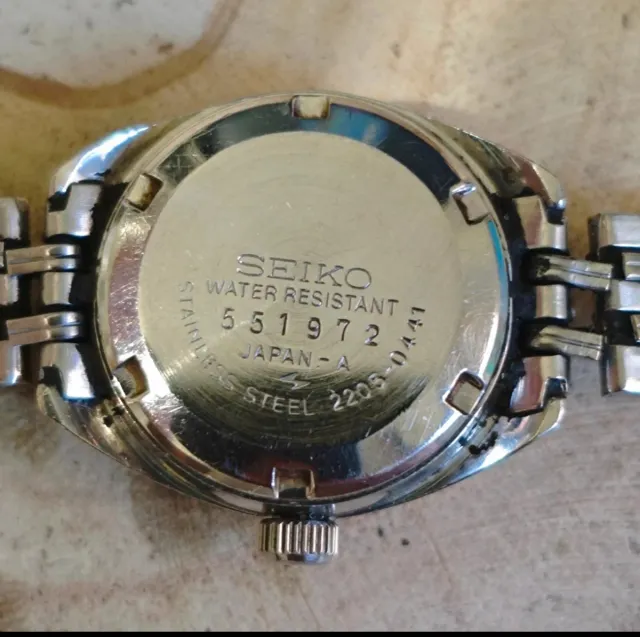 SEIKO
WATER RESISTANT
551972
JAPAN-A
STAINLESS STEEL 2205-0441